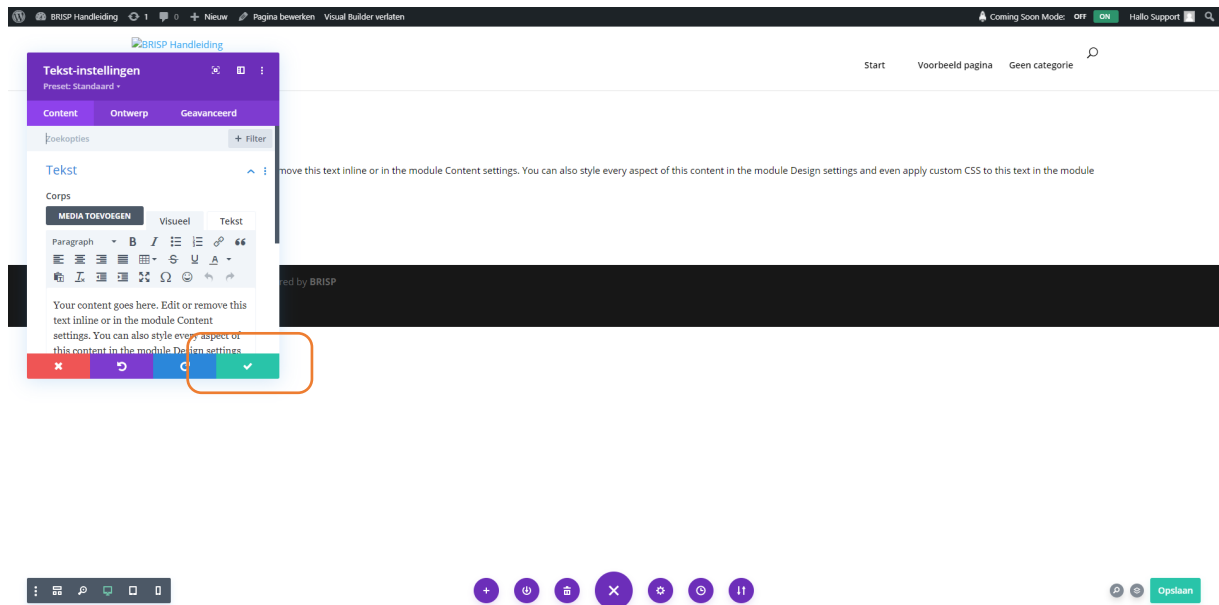 BRISP Handleiding 1 0 + Nieuw Pagina bewerken Visual Builder verlaten Coming Soon Mode: OFF ON Hallo Support
BRISP Handleiding
Start Voorbeeld pagina Geen categorie
Tekst-instellingen
Preset: Standaard
Content Ontwerp Geavanceerd
Zoekopties + Filter
Tekst
move this text inline or in the module Content settings. You can also style every aspect of this content in the module Design settings and even apply custom CSS to this text in the module
Corps
MEDIA TOEVOEGEN Visueel Tekst
Paragraph B I U A
red by BRISP
Your content goes here. Edit or remove this
text inline or in the module Content
settings. You can also style every aspect of
this content in the module Design settings
Opslaan